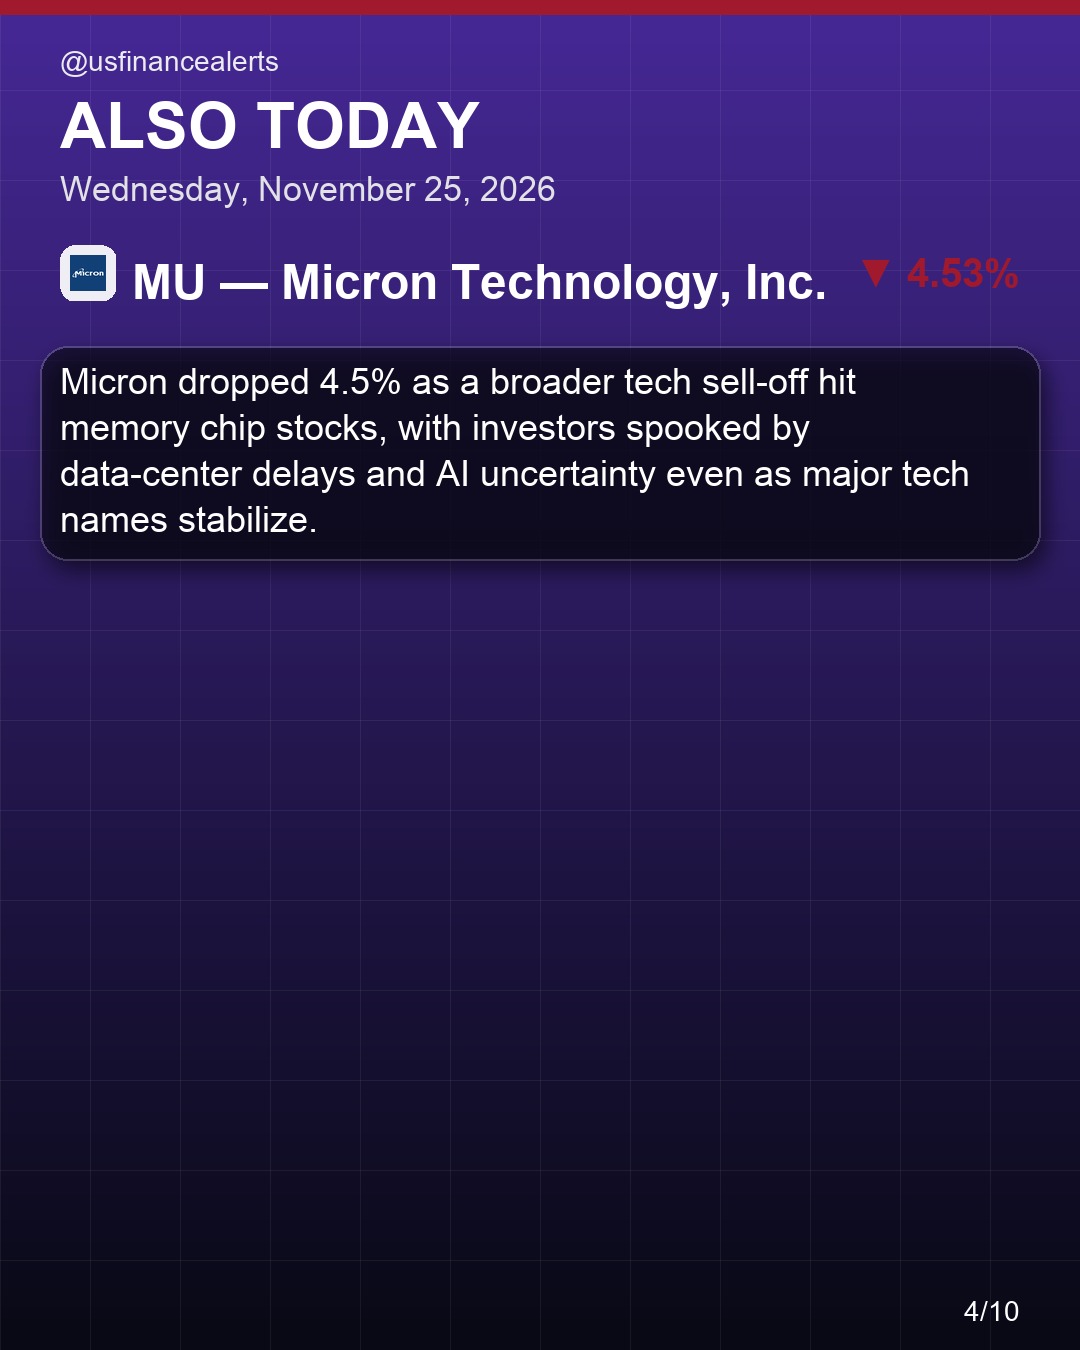 @usfinancealerts
ALSO TODAY
Wednesday, November 25, 2026
Micron
MU — Micron Technology, Inc.
▼ 4.53%
Micron dropped 4.5% as a broader tech sell-off hit
memory chip stocks, with investors spooked by
data-center delays and AI uncertainty even as major tech
names stabilize.
4/10